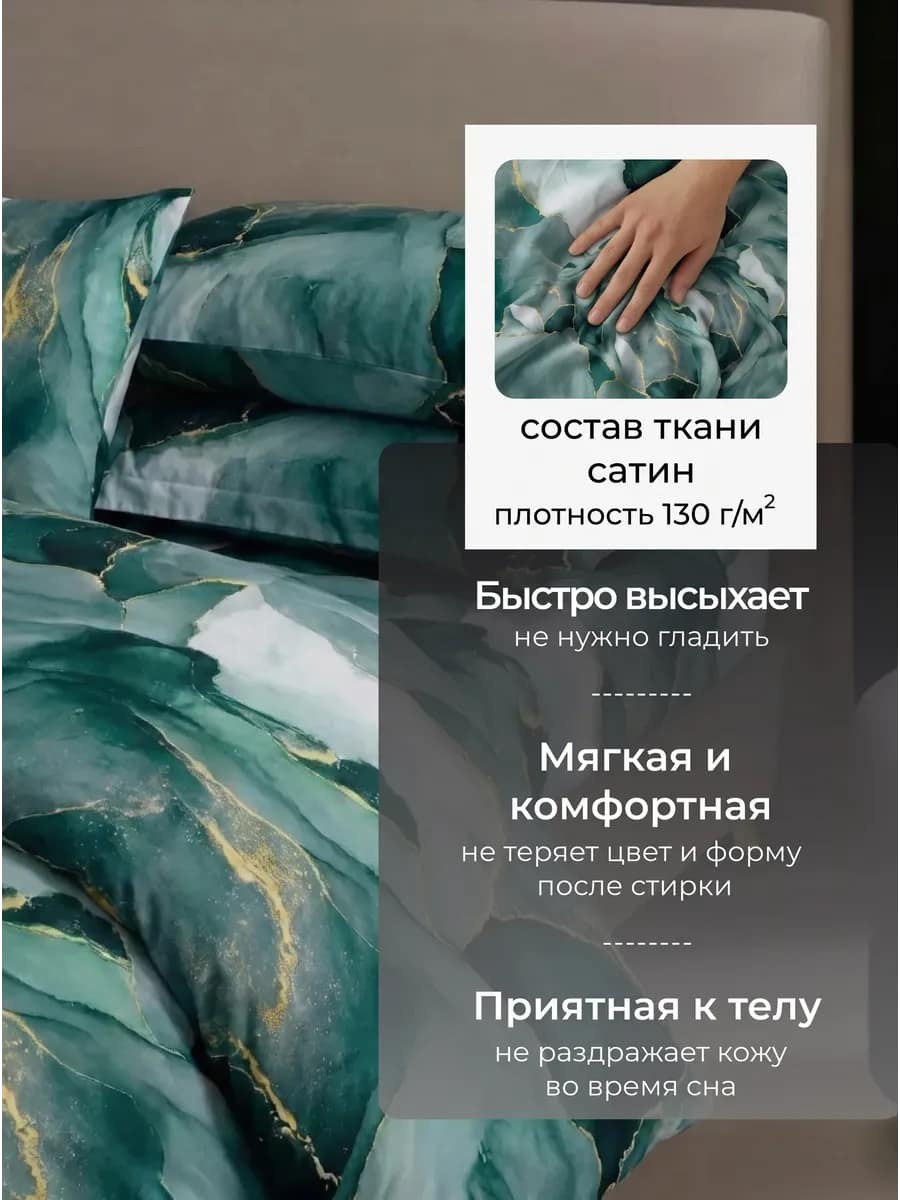 состав ткани
сатин
плотность 130 г/м²
Быстро высыхает
не нужно гладить
---------
Мягкая и
комфортная
не теряет цвет и форму
после стирки
--------
Приятная к телу
не раздражает кожу
во время сна